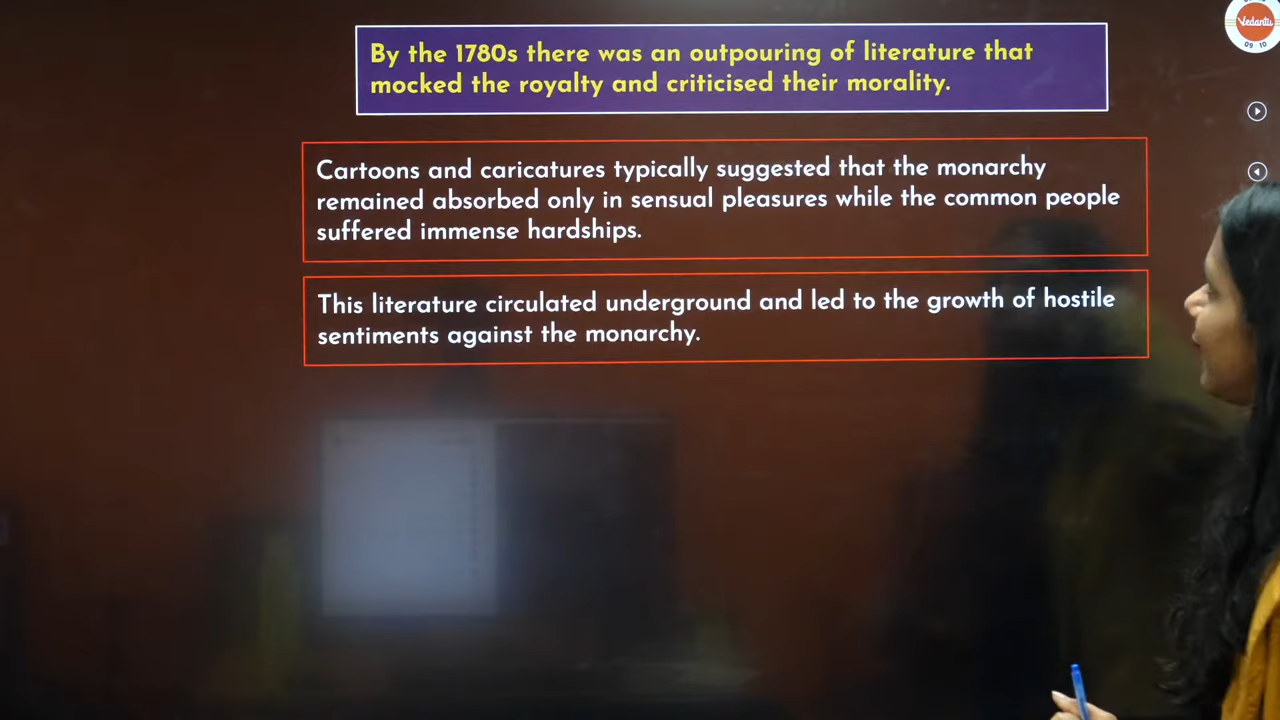 By the 1780s there was an outpouring of literature that
mocked the royalty and criticised their morality.
Vedantu
09-10
Cartoons and caricatures typically suggested that the monarchy
remained absorbed only in sensual pleasures while the common people
suffered immense hardships.
This literature circulated underground and led to the growth of hostile
sentiments against the monarchy.